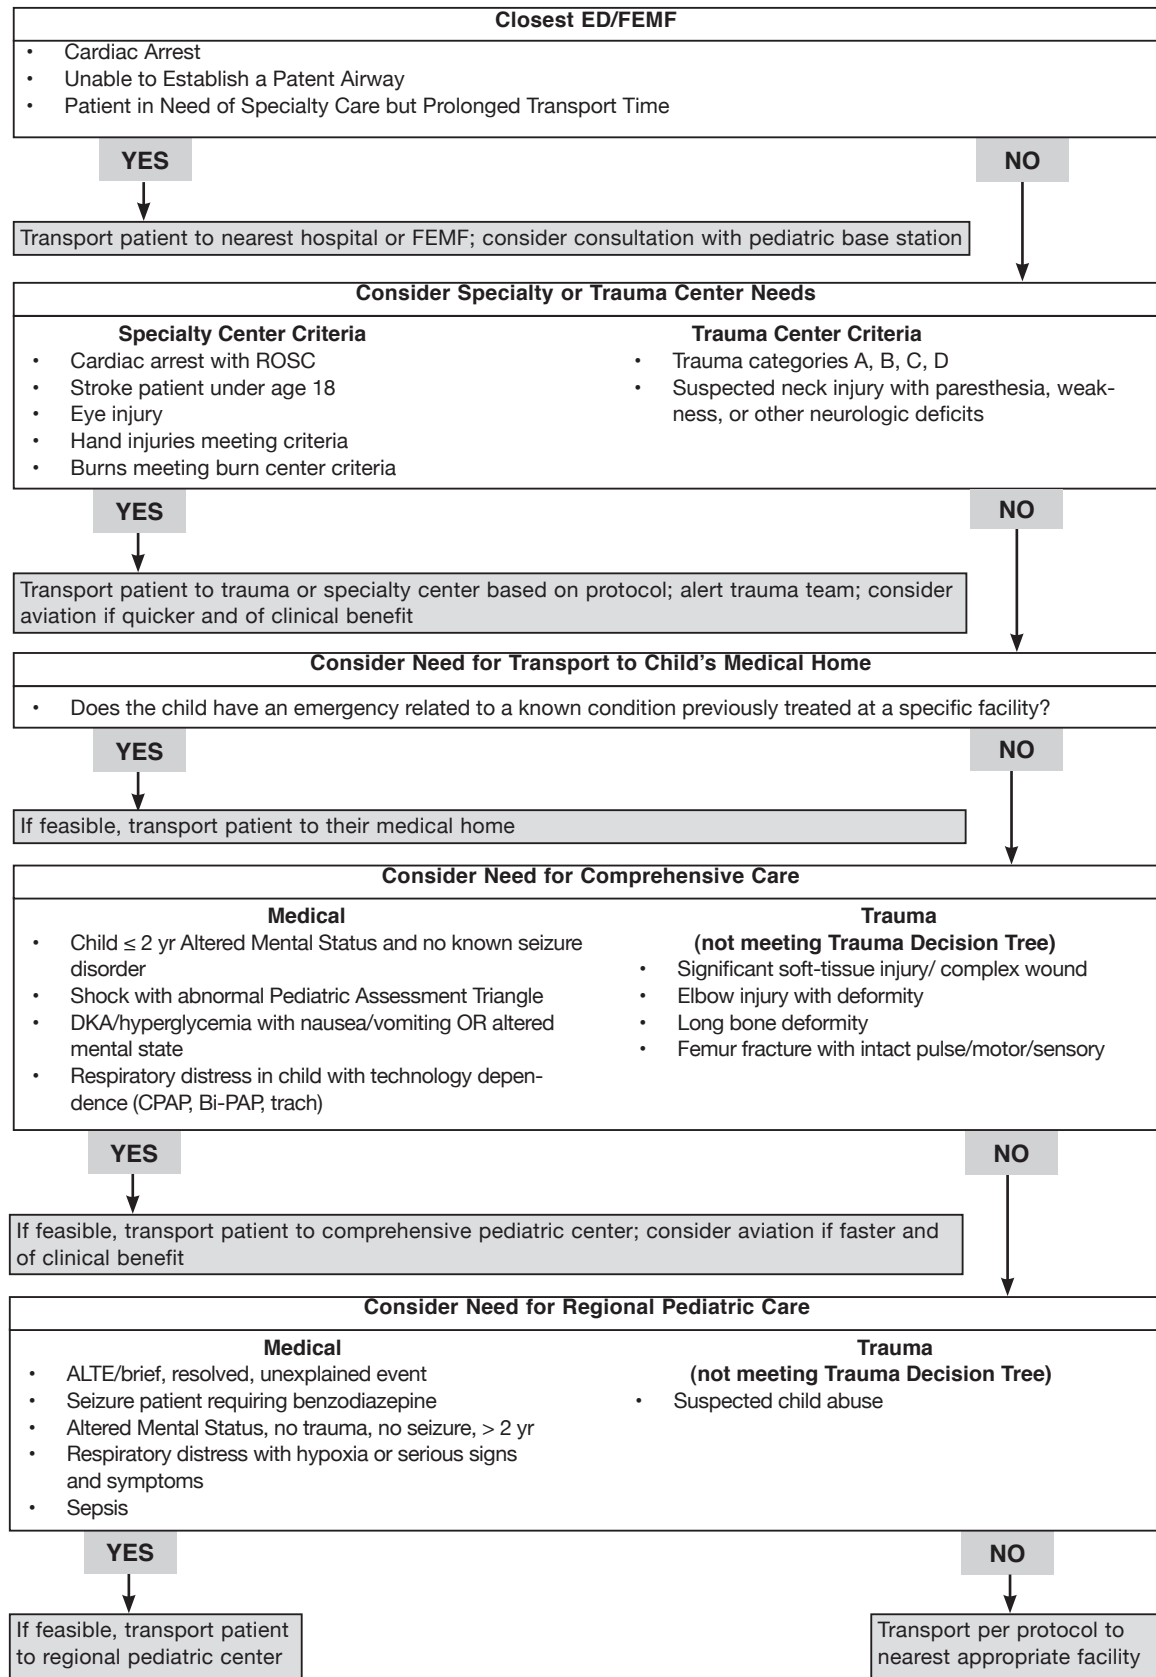 Closest ED/FEMF
• Cardiac Arrest
• Unable to Establish a Patent Airway
• Patient in Need of Specialty Care but Prolonged Transport Time
YES
NO
Transport patient to nearest hospital or FEMF; consider consultation with pediatric base station
Consider Specialty or Trauma Center Needs
Specialty Center Criteria
• Cardiac arrest with ROSC
• Stroke patient under age 18
• Eye injury
• Hand injuries meeting criteria
• Burns meeting burn center criteria
Trauma Center Criteria
• Trauma categories A, B, C, D
• Suspected neck injury with paresthesia, weak-
ness, or other neurologic deficits
YES
NO
Transport patient to trauma or specialty center based on protocol; alert trauma team; consider
aviation if quicker and of clinical benefit
Consider Need for Transport to Child's Medical Home
• Does the child have an emergency related to a known condition previously treated at a specific facility?
YES
NO
If feasible, transport patient to their medical home
Consider Need for Comprehensive Care
Medical
• Child ≤ 2 yr Altered Mental Status and no known seizure
disorder
• Shock with abnormal Pediatric Assessment Triangle
• DKA/hyperglycemia with nausea/vomiting OR altered
mental state
• Respiratory distress in child with technology depen-
dence (CPAP, Bi-PAP, trach)
Trauma
(not meeting Trauma Decision Tree)
• Significant soft-tissue injury/ complex wound
• Elbow injury with deformity
• Long bone deformity
• Femur fracture with intact pulse/motor/sensory
YES
NO
If feasible, transport patient to comprehensive pediatric center; consider aviation if faster and
of clinical benefit
Consider Need for Regional Pediatric Care
Medical
• ALTE/brief, resolved, unexplained event
• Seizure patient requiring benzodiazepine
• Altered Mental Status, no trauma, no seizure, > 2 yr
• Respiratory distress with hypoxia or serious signs
and symptoms
• Sepsis
Trauma
(not meeting Trauma Decision Tree)
• Suspected child abuse
YES
NO
If feasible, transport patient
to regional pediatric center
Transport per protocol to
nearest appropriate facility